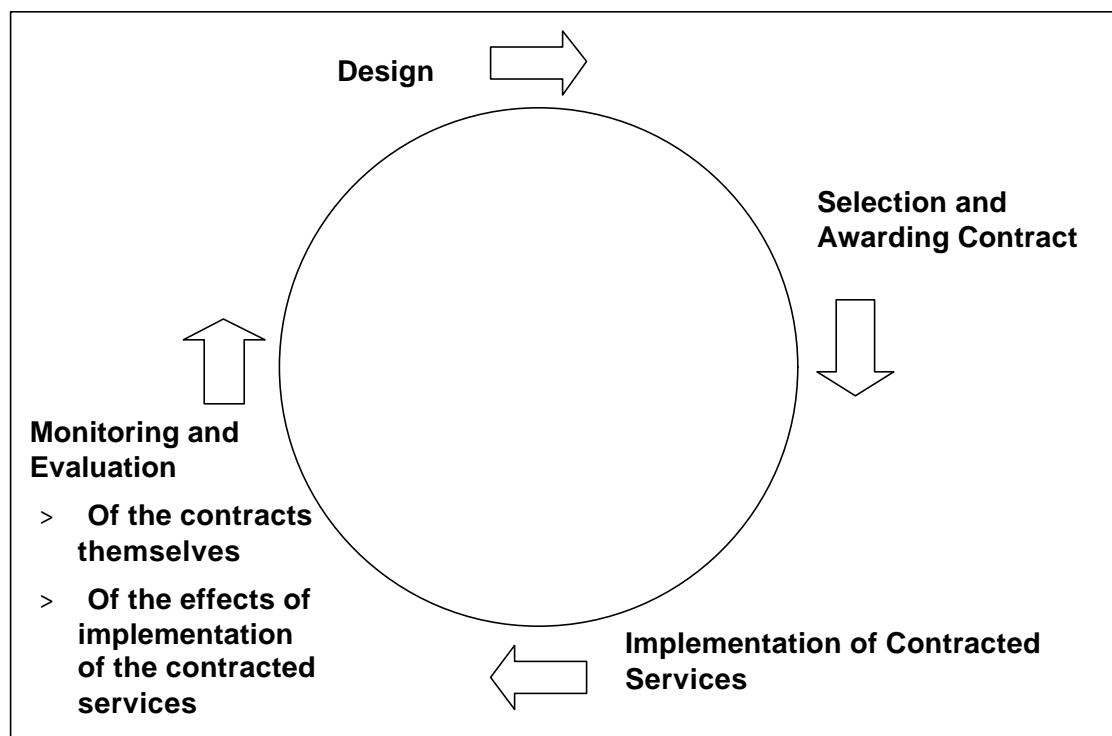 Design
Selection and
Awarding Contract
Implementation of Contracted
Services
Monitoring and
Evaluation
> Of the contracts
themselves
> Of the effects of
implementation
of the contracted
services